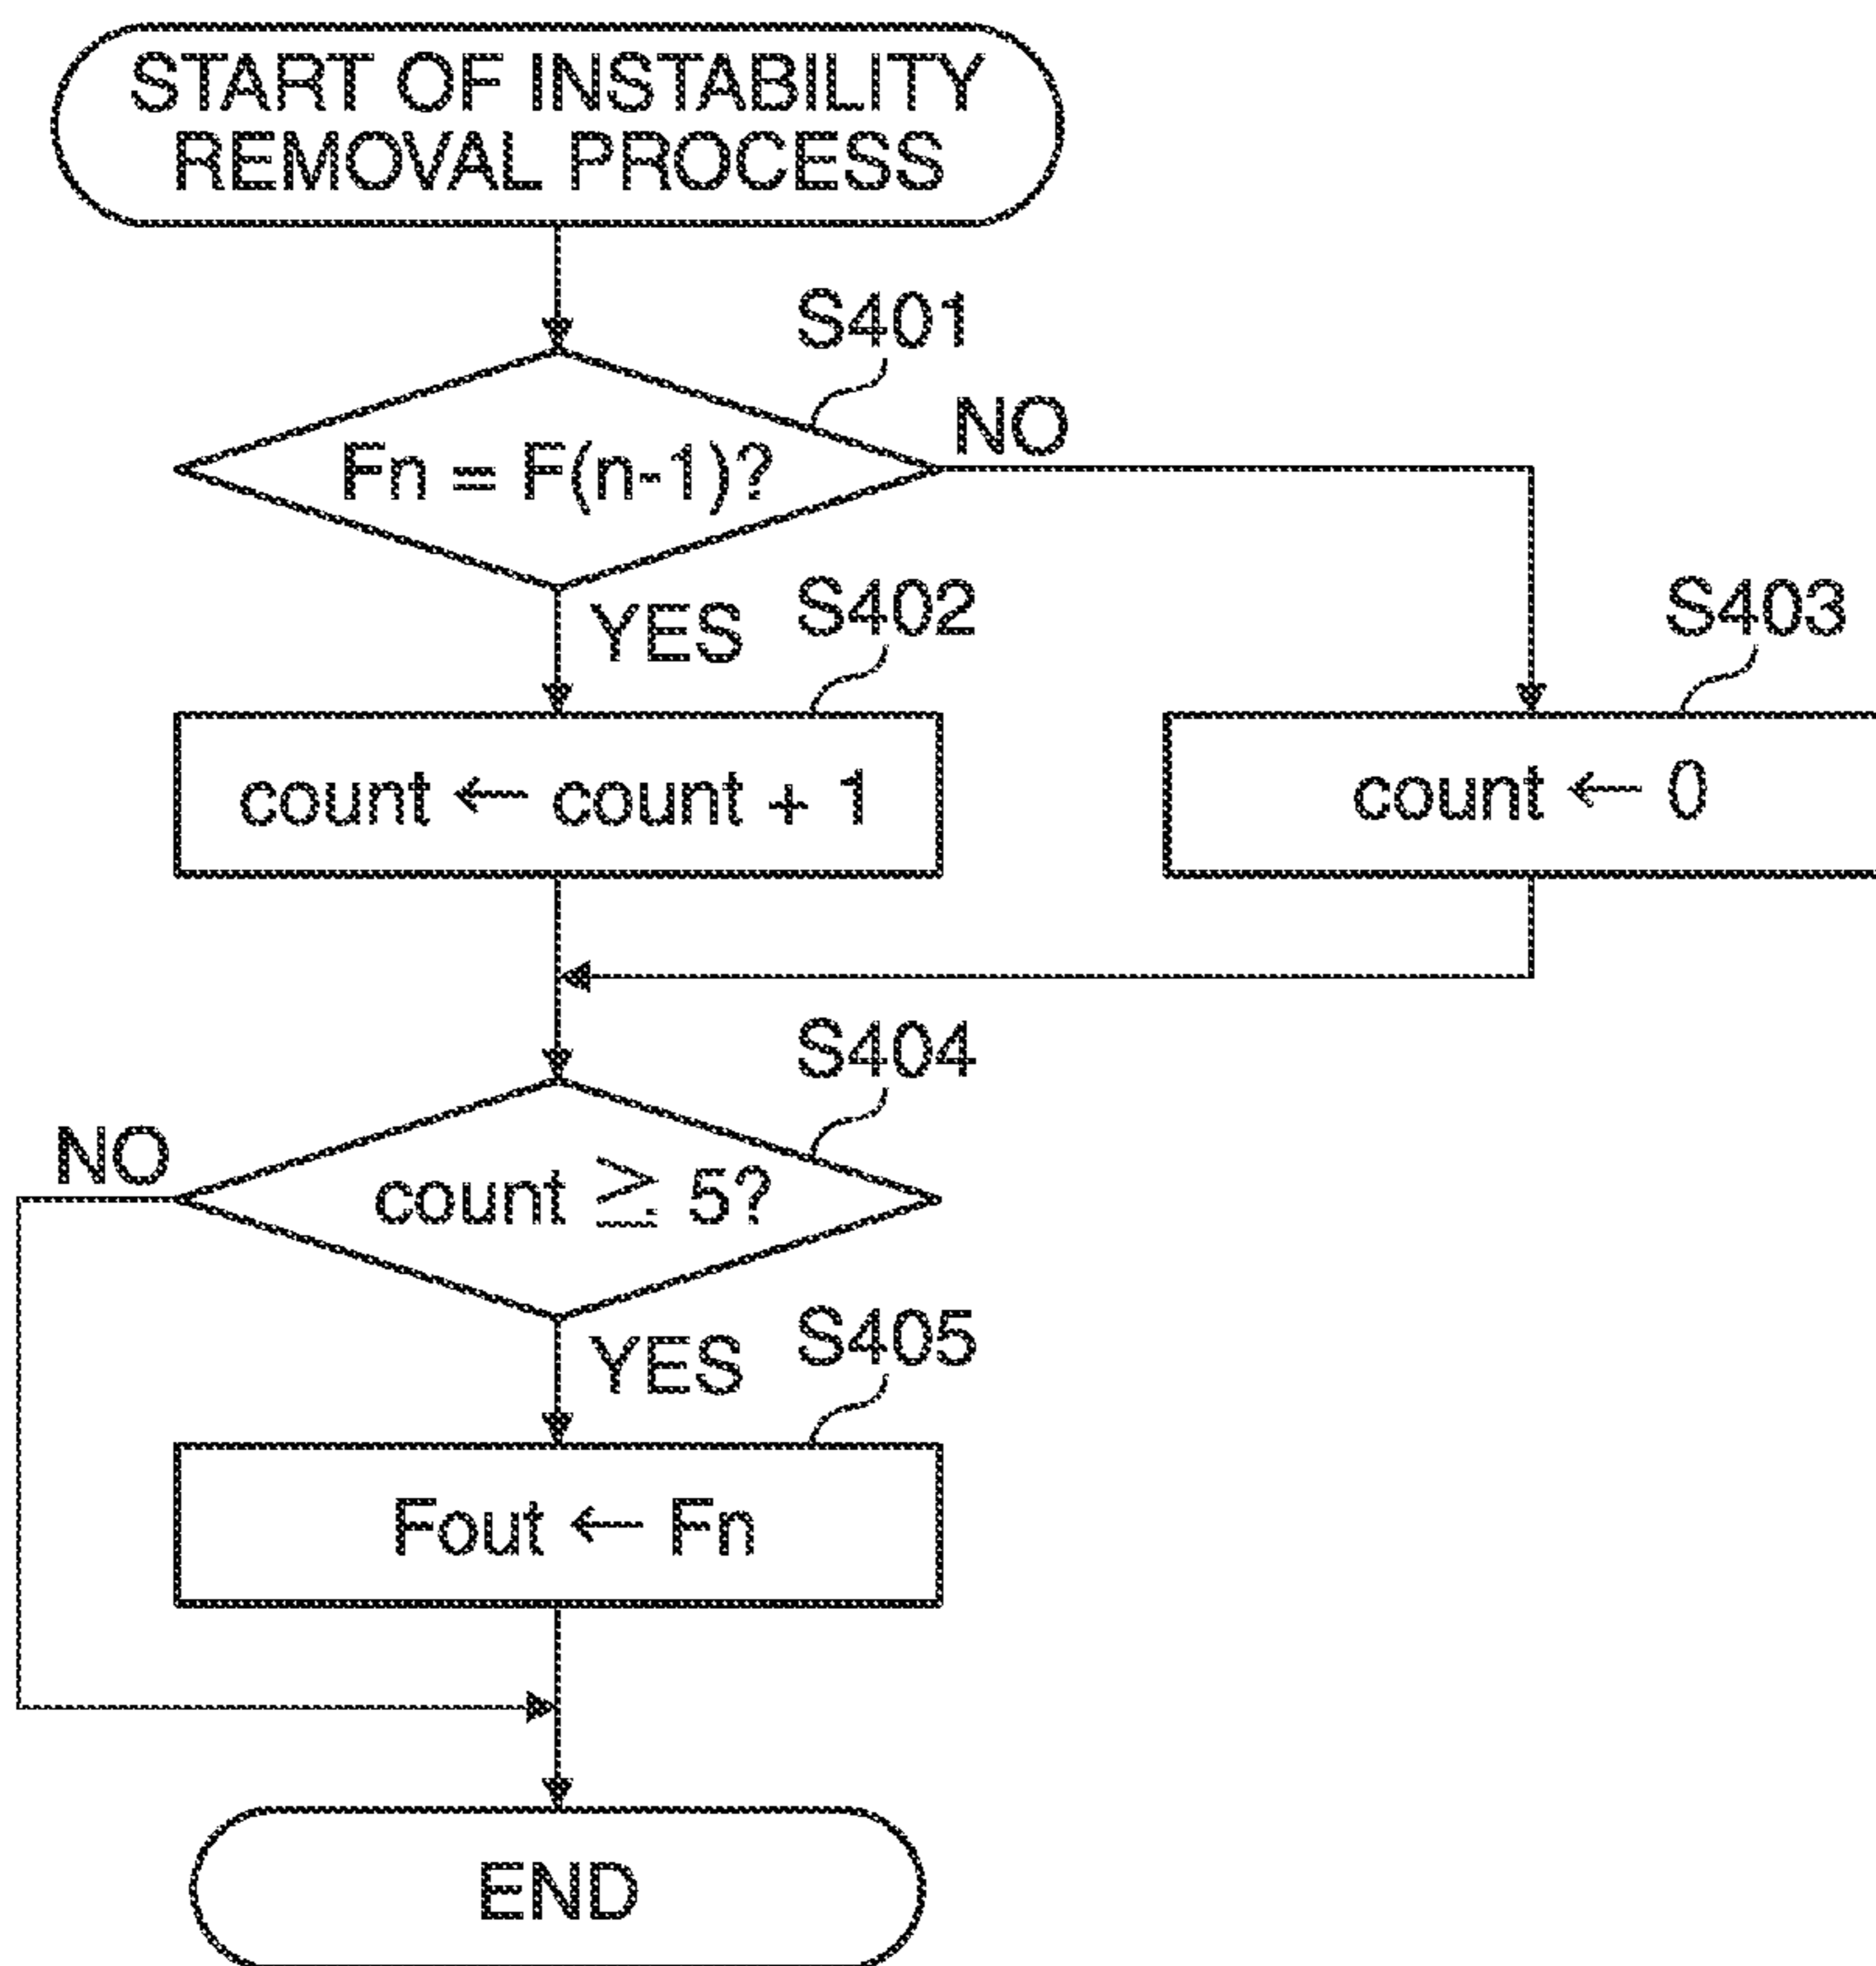 START OF INSTABILITY
REMOVAL PROCESS
S401
Fn = F(n-1)?
NO
YES
S402
S403
count ← count + 1
count ← 0
S404
NO
count ≧ 5?
YES
S405
Fout ← Fn
END